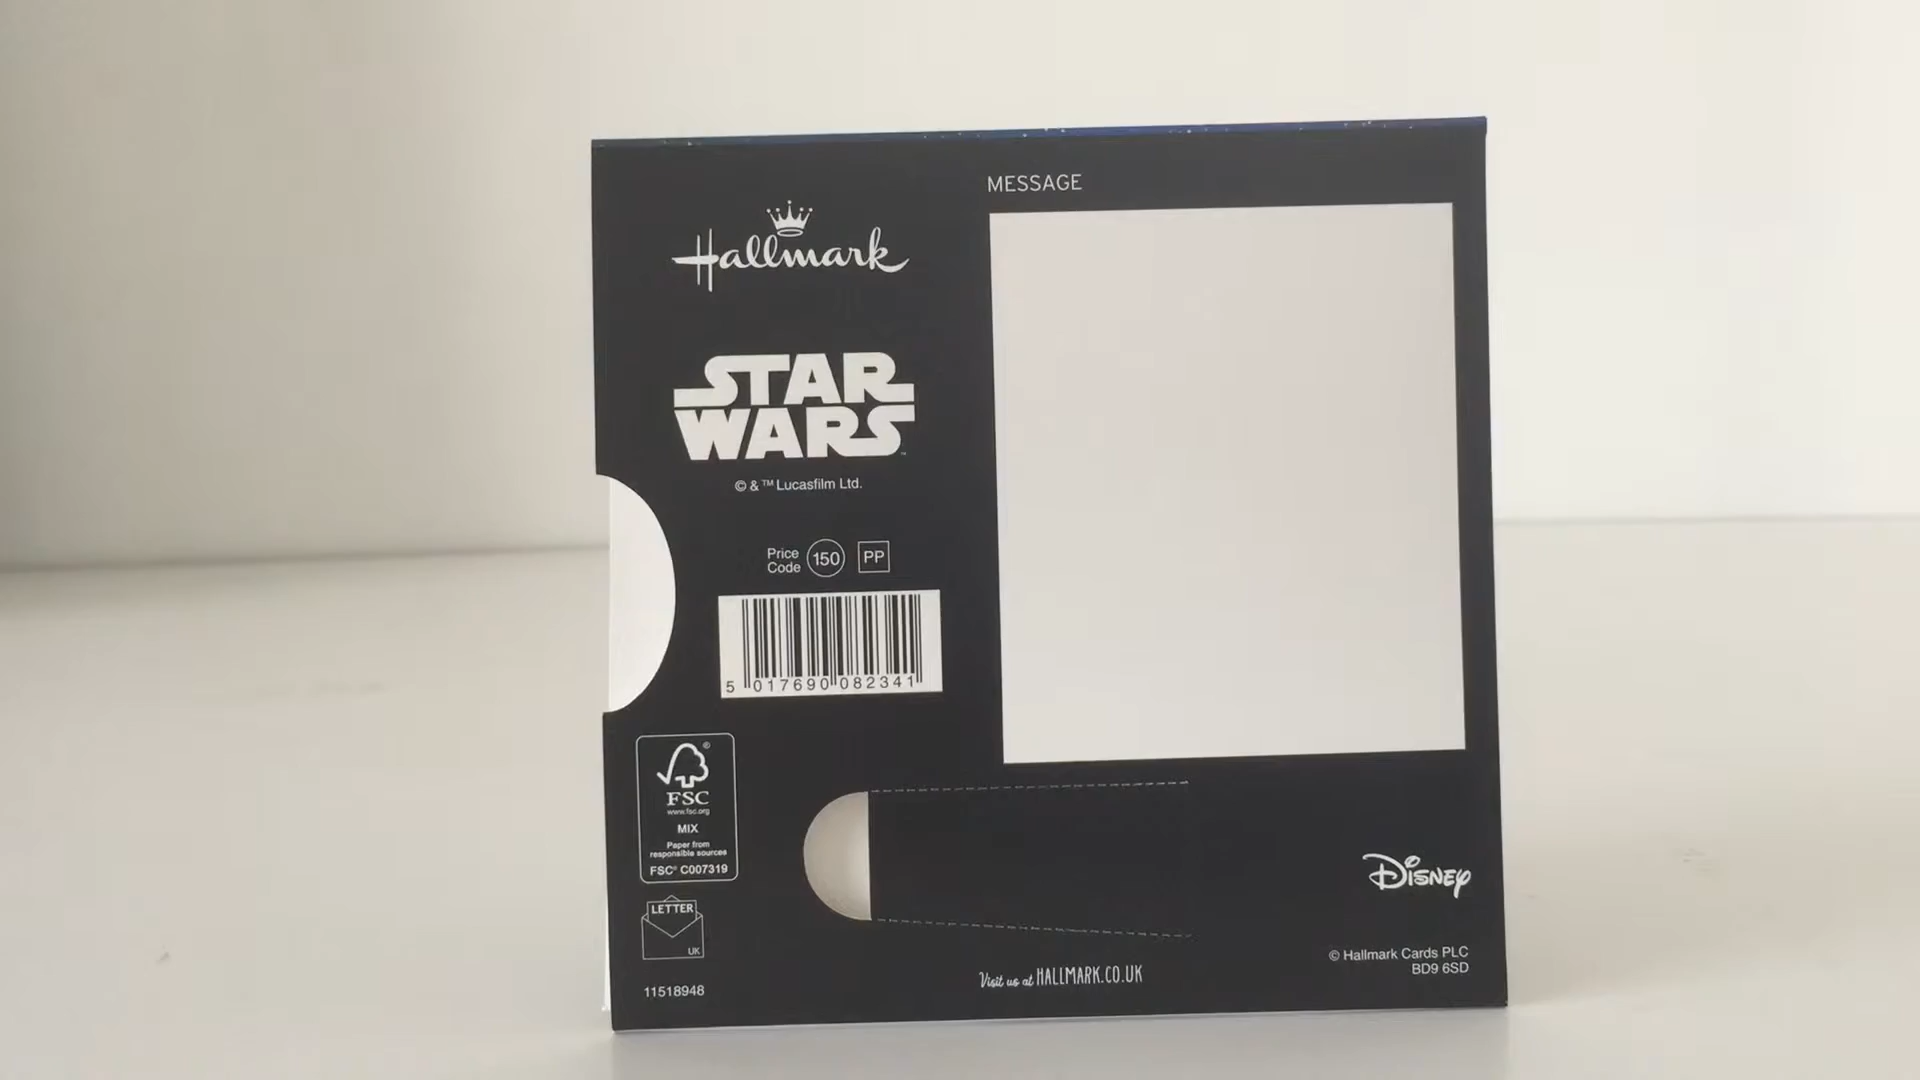 MESSAGE
Hallmark
STAR
WARS
™
© & ™ Lucasfilm Ltd.
Price
Code
150
PP
5 017690 082341
®
FSC
www.fsc.org
MIX
Paper from
responsible sources
FSC® C007319
LETTER
UK
11518948
Visit us at HALLMARK.CO.UK
Disney
© Hallmark Cards PLC
BD9 6SD